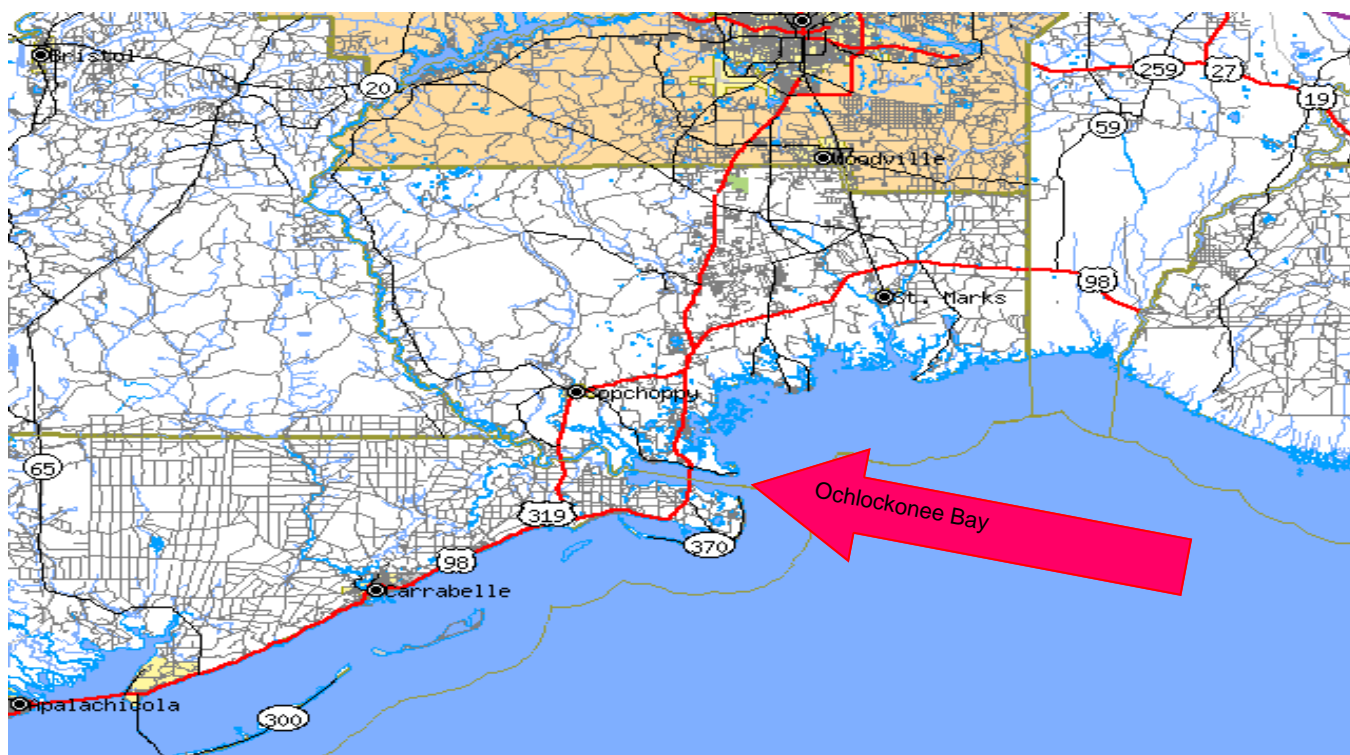 Bristol
20
259
27
19
59
Woodville
98
St. Marks
Sopchoppy
65
Ochlockonee Bay
319
370
98
Carrabelle
Apalachicola
300